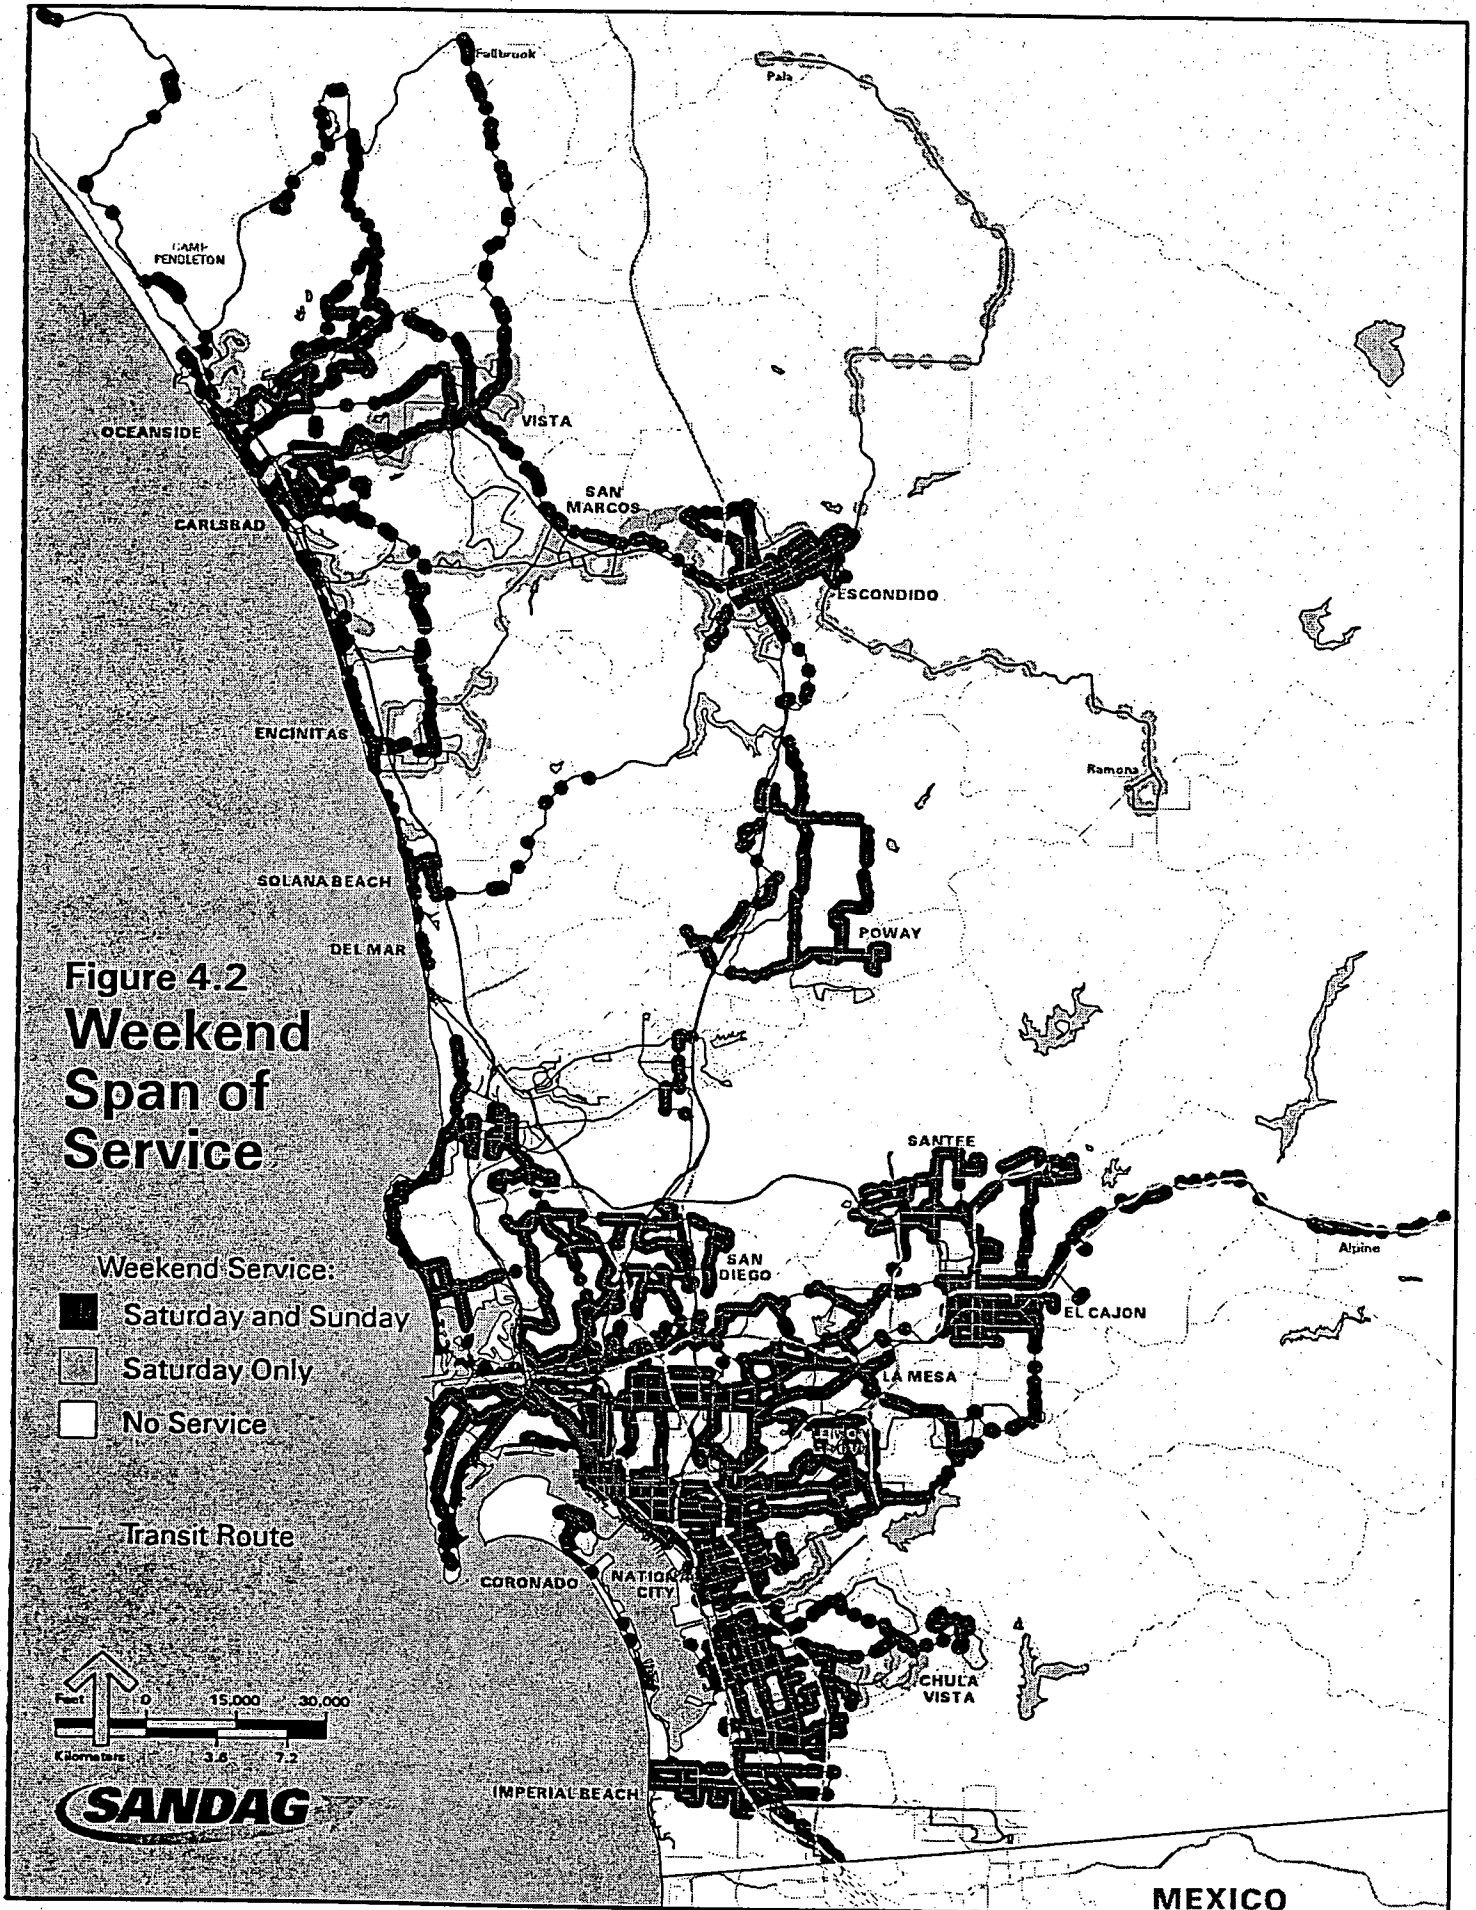 Fallbrook
Pala
CAMP
PENDLETON
OCEANSIDE
VISTA
SAN
MARCOS
CARLSBAD
ESCONDIDO
ENCINITAS
Ramona
SOLANA BEACH
DEL MAR
POWAY
Figure 4.2
Weekend
Span of
Service
SANTEE
Alpine
SAN
DIEGO
Weekend Service:
Saturday and Sunday
Saturday Only
No Service
Transit Route
EL CAJON
LA MESA
LEMON
GROVE
CORONADO
NATIONAL
CITY
CHULA
VISTA
Feet 0 15,000 30,000
Kilometers 3.6 7.2
SANDAG
IMPERIAL BEACH
MEXICO